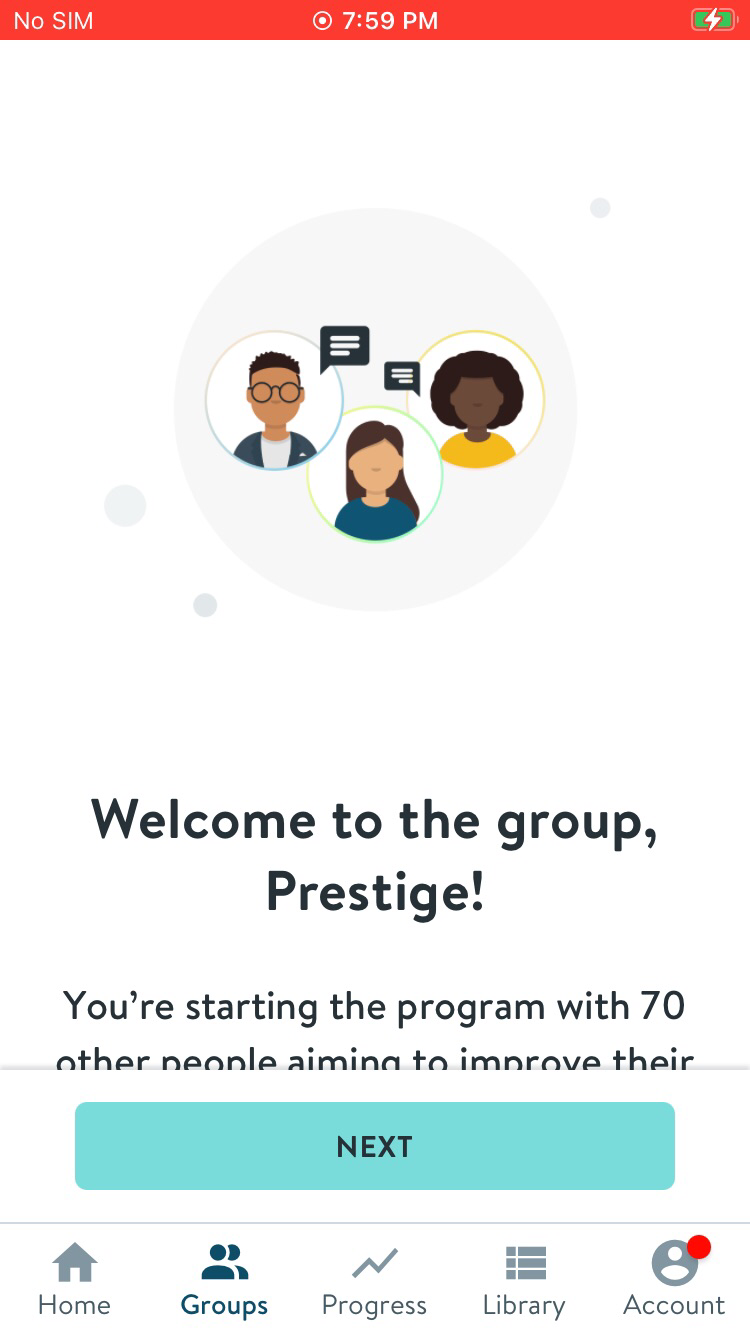 No SIM 7:59 PM
Welcome to the group,
Prestige!
You’re starting the program with 70
other people aiming to improve their
NEXT
Home Groups Progress Library Account